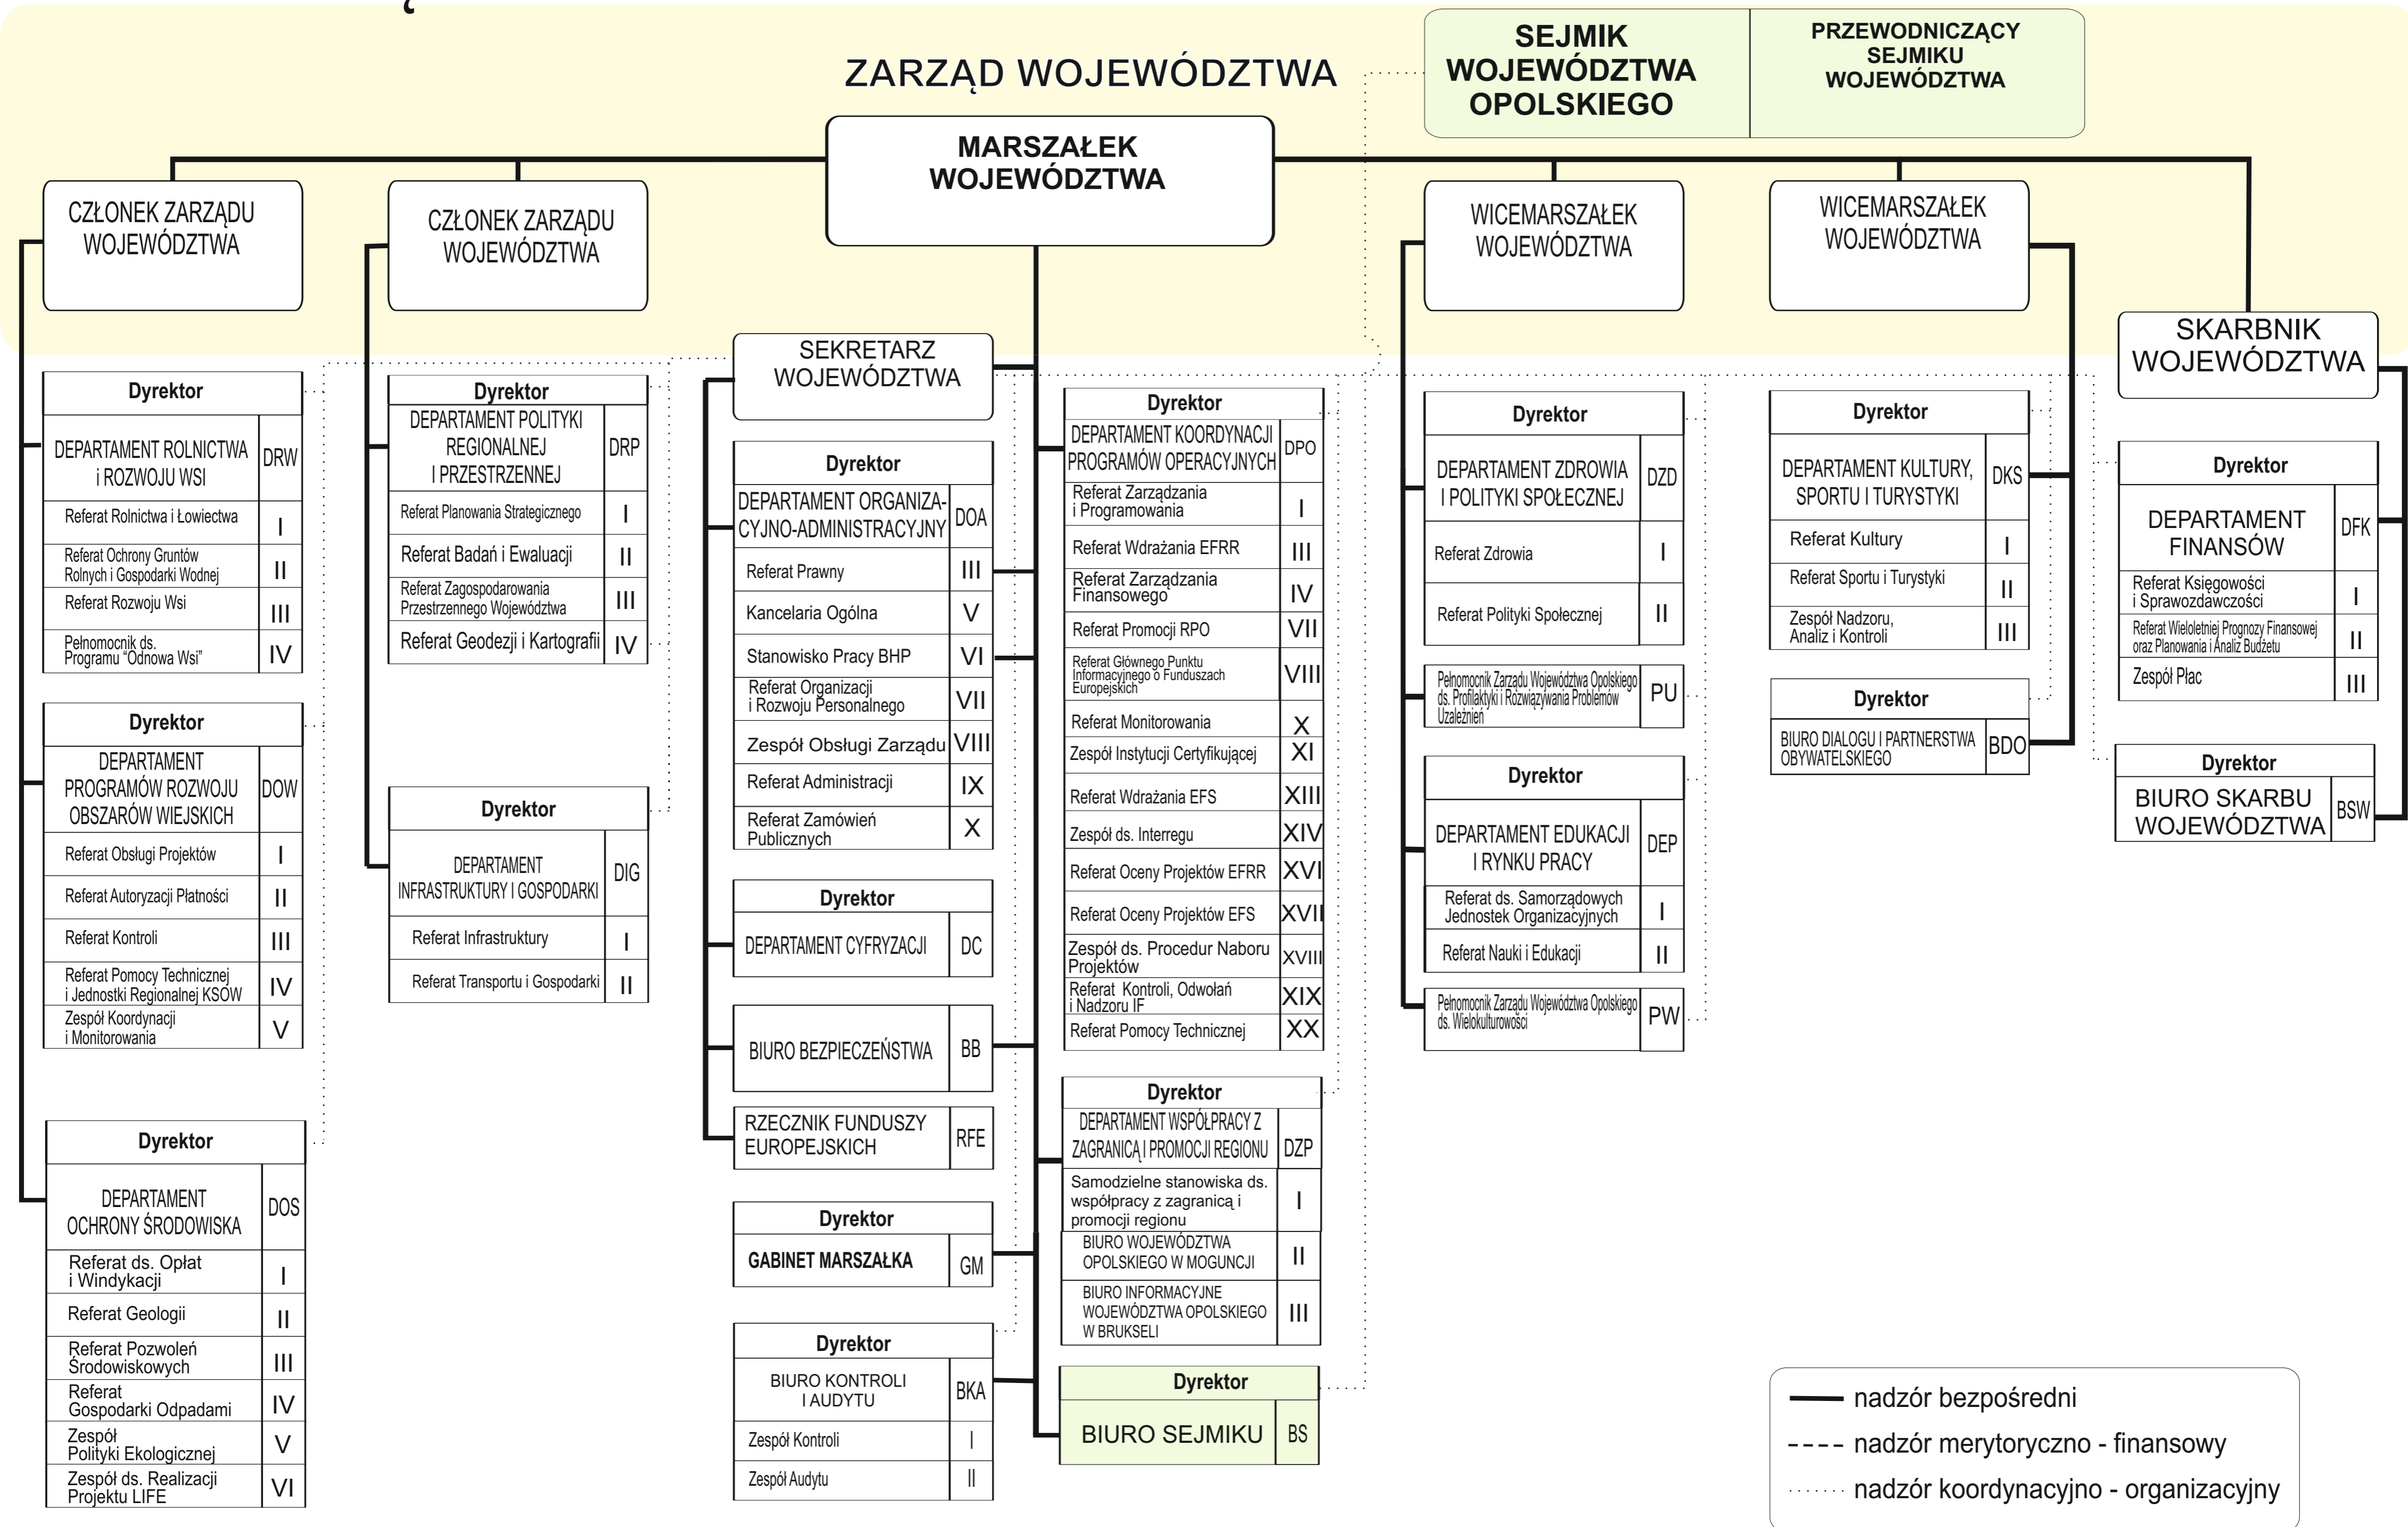 ZARZĄD WOJEWÓDZTWA
SEJMIK
WOJEWÓDZTWA
OPOLSKIEGO
PRZEWODNICZĄCY
SEJMIKU
WOJEWÓDZTWA
MARSZAŁEK
WOJEWÓDZTWA
CZŁONEK ZARZĄDU
WOJEWÓDZTWA
CZŁONEK ZARZĄDU
WOJEWÓDZTWA
WICEMARSZAŁEK
WOJEWÓDZTWA
WICEMARSZAŁEK
WOJEWÓDZTWA
SKARBNIK
WOJEWÓDZTWA
SEKRETARZ
WOJEWÓDZTWA
Dyrektor
DEPARTAMENT ROLNICTWA
i ROZWOJU WSI
DRW
Referat Rolnictwa i Łowiectwa
I
Referat Ochrony Gruntów
Rolnych i Gospodarki Wodnej
II
Referat Rozwoju Wsi
III
Pełnomocnik ds.
Programu “Odnowa Wsi”
IV
Dyrektor
DEPARTAMENT
PROGRAMÓW ROZWOJU
OBSZARÓW WIEJSKICH
DOW
Referat Obsługi Projektów
I
Referat Autoryzacji Płatności
II
Referat Kontroli
III
Referat Pomocy Technicznej
i Jednostki Regionalnej KSOW
IV
Zespół Koordynacji
i Monitorowania
V
Dyrektor
DEPARTAMENT
OCHRONY ŚRODOWISKA
DOS
Referat ds. Opłat
i Windykacji
I
Referat Geologii
II
Referat Pozwoleń
Środowiskowych
III
Referat
Gospodarki Odpadami
IV
Zespół
Polityki Ekologicznej
V
Zespół ds. Realizacji
Projektu LIFE
VI
Dyrektor
DEPARTAMENT POLITYKI
REGIONALNEJ
I PRZESTRZENNEJ
DRP
Referat Planowania Strategicznego
I
Referat Badań i Ewaluacji
II
Referat Zagospodarowania
Przestrzennego Województwa
III
Referat Geodezji i Kartografii
IV
Dyrektor
DEPARTAMENT
INFRASTRUKTURY I GOSPODARKI
DIG
Referat Infrastruktury
I
Referat Transportu i Gospodarki
II
Dyrektor
DEPARTAMENT ORGANIZA-
CYJNO-ADMINISTRACYJNY
DOA
Referat Prawny
III
Kancelaria Ogólna
V
Stanowisko Pracy BHP
VI
Referat Organizacji
i Rozwoju Personalnego
VII
Zespół Obsługi Zarządu
VIII
Referat Administracji
IX
Referat Zamówień
Publicznych
X
Dyrektor
DEPARTAMENT CYFRYZACJI
DC
BIURO BEZPIECZEŃSTWA
BB
RZECZNIK FUNDUSZY
EUROPEJSKICH
RFE
Dyrektor
GABINET MARSZAŁKA
GM
Dyrektor
BIURO KONTROLI
I AUDYTU
BKA
Zespół Kontroli
I
Zespół Audytu
II
Dyrektor
DEPARTAMENT KOORDYNACJI
PROGRAMÓW OPERACYJNYCH
DPO
Referat Zarządzania
i Programowania
I
Referat Wdrażania EFRR
III
Referat Zarządzania
Finansowego
IV
Referat Promocji RPO
VII
Referat Głównego Punktu
Informacyjnego o Funduszach
Europejskich
VIII
Referat Monitorowania
X
Zespół Instytucji Certyfikującej
XI
Referat Wdrażania EFS
XIII
Zespół ds. Interregu
XIV
Referat Oceny Projektów EFRR
XVI
Referat Oceny Projektów EFS
XVII
Zespół ds. Procedur Naboru
Projektów
XVIII
Referat Kontroli, Odwołań
i Nadzoru IF
XIX
Referat Pomocy Technicznej
XX
Dyrektor
DEPARTAMENT WSPÓŁPRACY Z
ZAGRANICĄ I PROMOCJI REGIONU
DZP
Samodzielne stanowiska ds.
współpracy z zagranicą i
promocji regionu
I
BIURO WOJEWÓDZTWA
OPOLSKIEGO W MOGUNCJI
II
BIURO INFORMACYJNE
WOJEWÓDZTWA OPOLSKIEGO
W BRUKSELI
III
Dyrektor
BIURO SEJMIKU
BS
Dyrektor
DEPARTAMENT ZDROWIA
I POLITYKI SPOŁECZNEJ
DZD
Referat Zdrowia
I
Referat Polityki Społecznej
II
Pełnomocnik Zarządu Województwa Opolskiego
ds. Profilaktyki i Rozwiązywania Problemów
Uzależnień
PU
Dyrektor
DEPARTAMENT EDUKACJI
I RYNKU PRACY
DEP
Referat ds. Samorządowych
Jednostek Organizacyjnych
I
Referat Nauki i Edukacji
II
Pełnomocnik Zarządu Województwa Opolskiego
ds. Wielokulturowości
PW
Dyrektor
DEPARTAMENT KULTURY,
SPORTU I TURYSTYKI
DKS
Referat Kultury
I
Referat Sportu i Turystyki
II
Zespół Nadzoru,
Analiz i Kontroli
III
Dyrektor
BIURO DIALOGU I PARTNERSTWA
OBYWATELSKIEGO
BDO
Dyrektor
DEPARTAMENT
FINANSÓW
DFK
Referat Księgowości
i Sprawozdawczości
I
Referat Wieloletniej Prognozy Finansowej
oraz Planowania i Analiz Budżetu
II
Zespół Płac
III
Dyrektor
BIURO SKARBU
WOJEWÓDZTWA
BSW
nadzór bezpośredni
nadzór merytoryczno - finansowy
nadzór koordynacyjno - organizacyjny